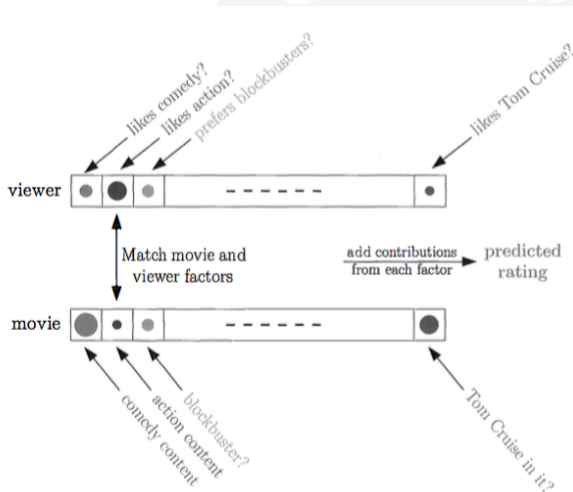 likes comedy?
likes action?
prefers blockbusters?
likes Tom Cruise?
viewer
Match movie and
viewer factors
add contributions
from each factor
predicted
rating
movie
comedy content
action content
blockbuster?
Tom Cruise in it?